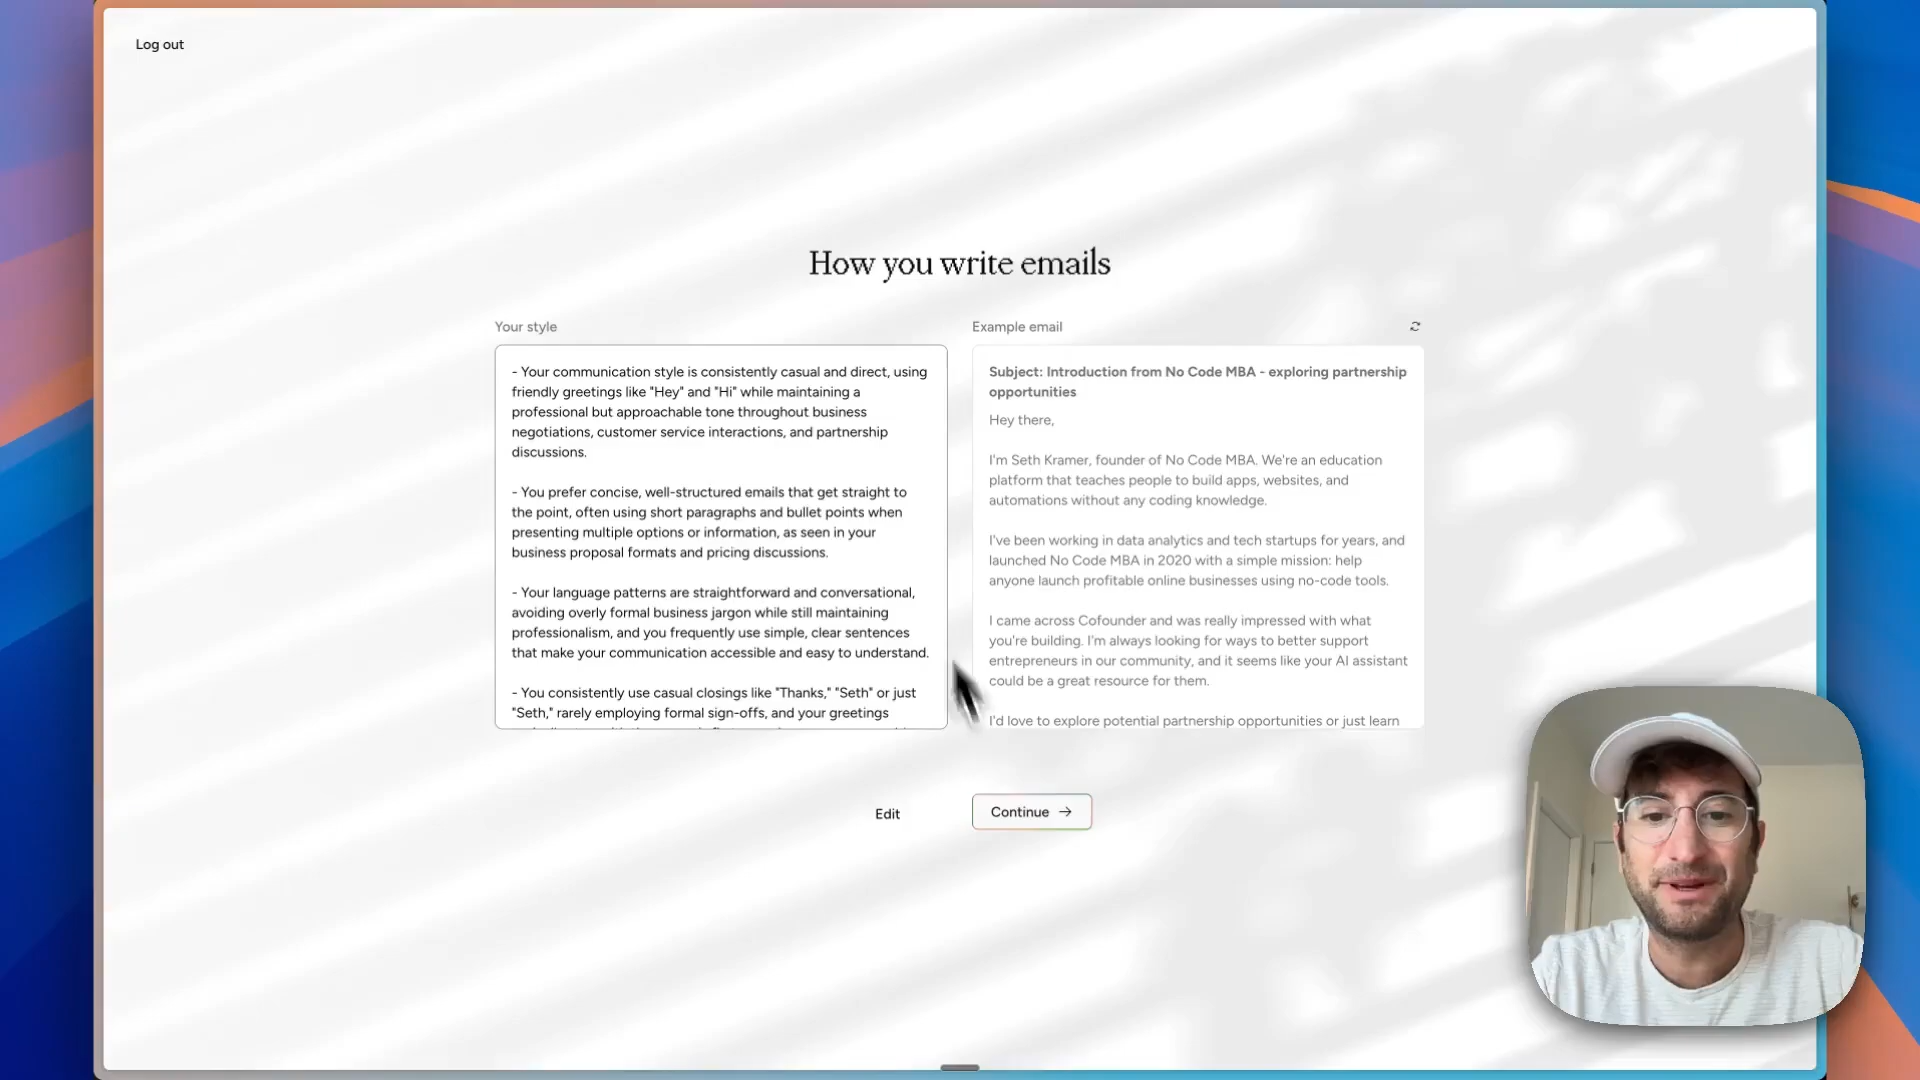 Log out
How you write emails
Your style
- Your communication style is consistently casual and direct, using
friendly greetings like "Hey" and "Hi" while maintaining a
professional but approachable tone throughout business
negotiations, customer service interactions, and partnership
discussions.
- You prefer concise, well-structured emails that get straight to
the point, often using short paragraphs and bullet points when
presenting multiple options or information, as seen in your
business proposal formats and pricing discussions.
- Your language patterns are straightforward and conversational,
avoiding overly formal business jargon while still maintaining
professionalism, and you frequently use simple, clear sentences
that make your communication accessible and easy to understand.
- You consistently use casual closings like "Thanks," "Seth" or just
"Seth," rarely employing formal sign-offs, and your greetings
Example email
Subject: Introduction from No Code MBA - exploring partnership
opportunities
Hey there,
I'm Seth Kramer, founder of No Code MBA. We're an education
platform that teaches people to build apps, websites, and
automations without any coding knowledge.
I've been working in data analytics and tech startups for years, and
launched No Code MBA in 2020 with a simple mission: help
anyone launch profitable online businesses using no-code tools.
I came across Cofounder and was really impressed with what
you're building. I'm always looking for ways to better support
entrepreneurs in our community, and it seems like your AI assistant
could be a great resource for them.
I'd love to explore potential partnership opportunities or just learn
Edit
Continue →